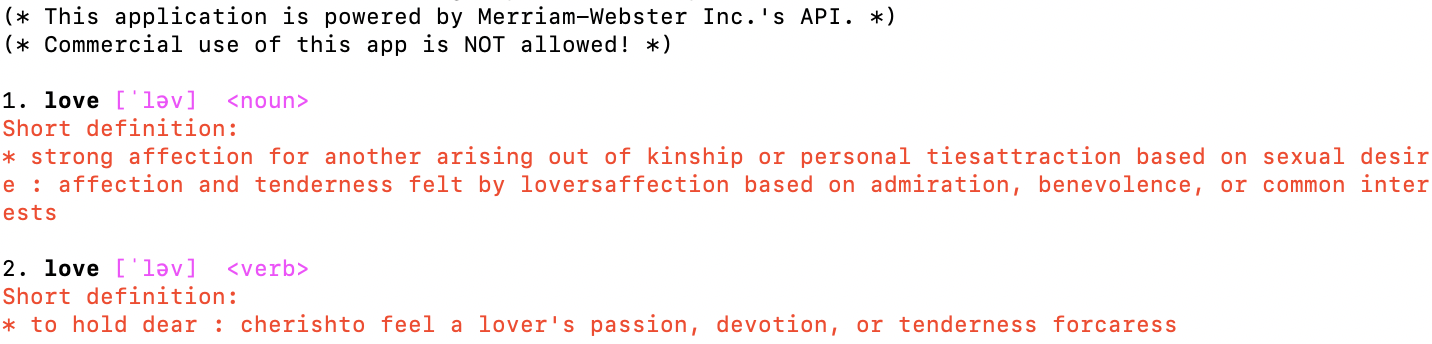 (* This application is powered by Merriam-Webster Inc.'s API. *)
(* Commercial use of this app is NOT allowed! *)
1. love [ˈləv]  <noun>
Short definition:
* strong affection for another arising out of kinship or personal tiesattraction based on sexual desir
e : affection and tenderness felt by loversaffection based on admiration, benevolence, or common inter
ests
2. love [ˈləv]  <verb>
Short definition:
* to hold dear : cherishto feel a lover's passion, devotion, or tenderness forcaress